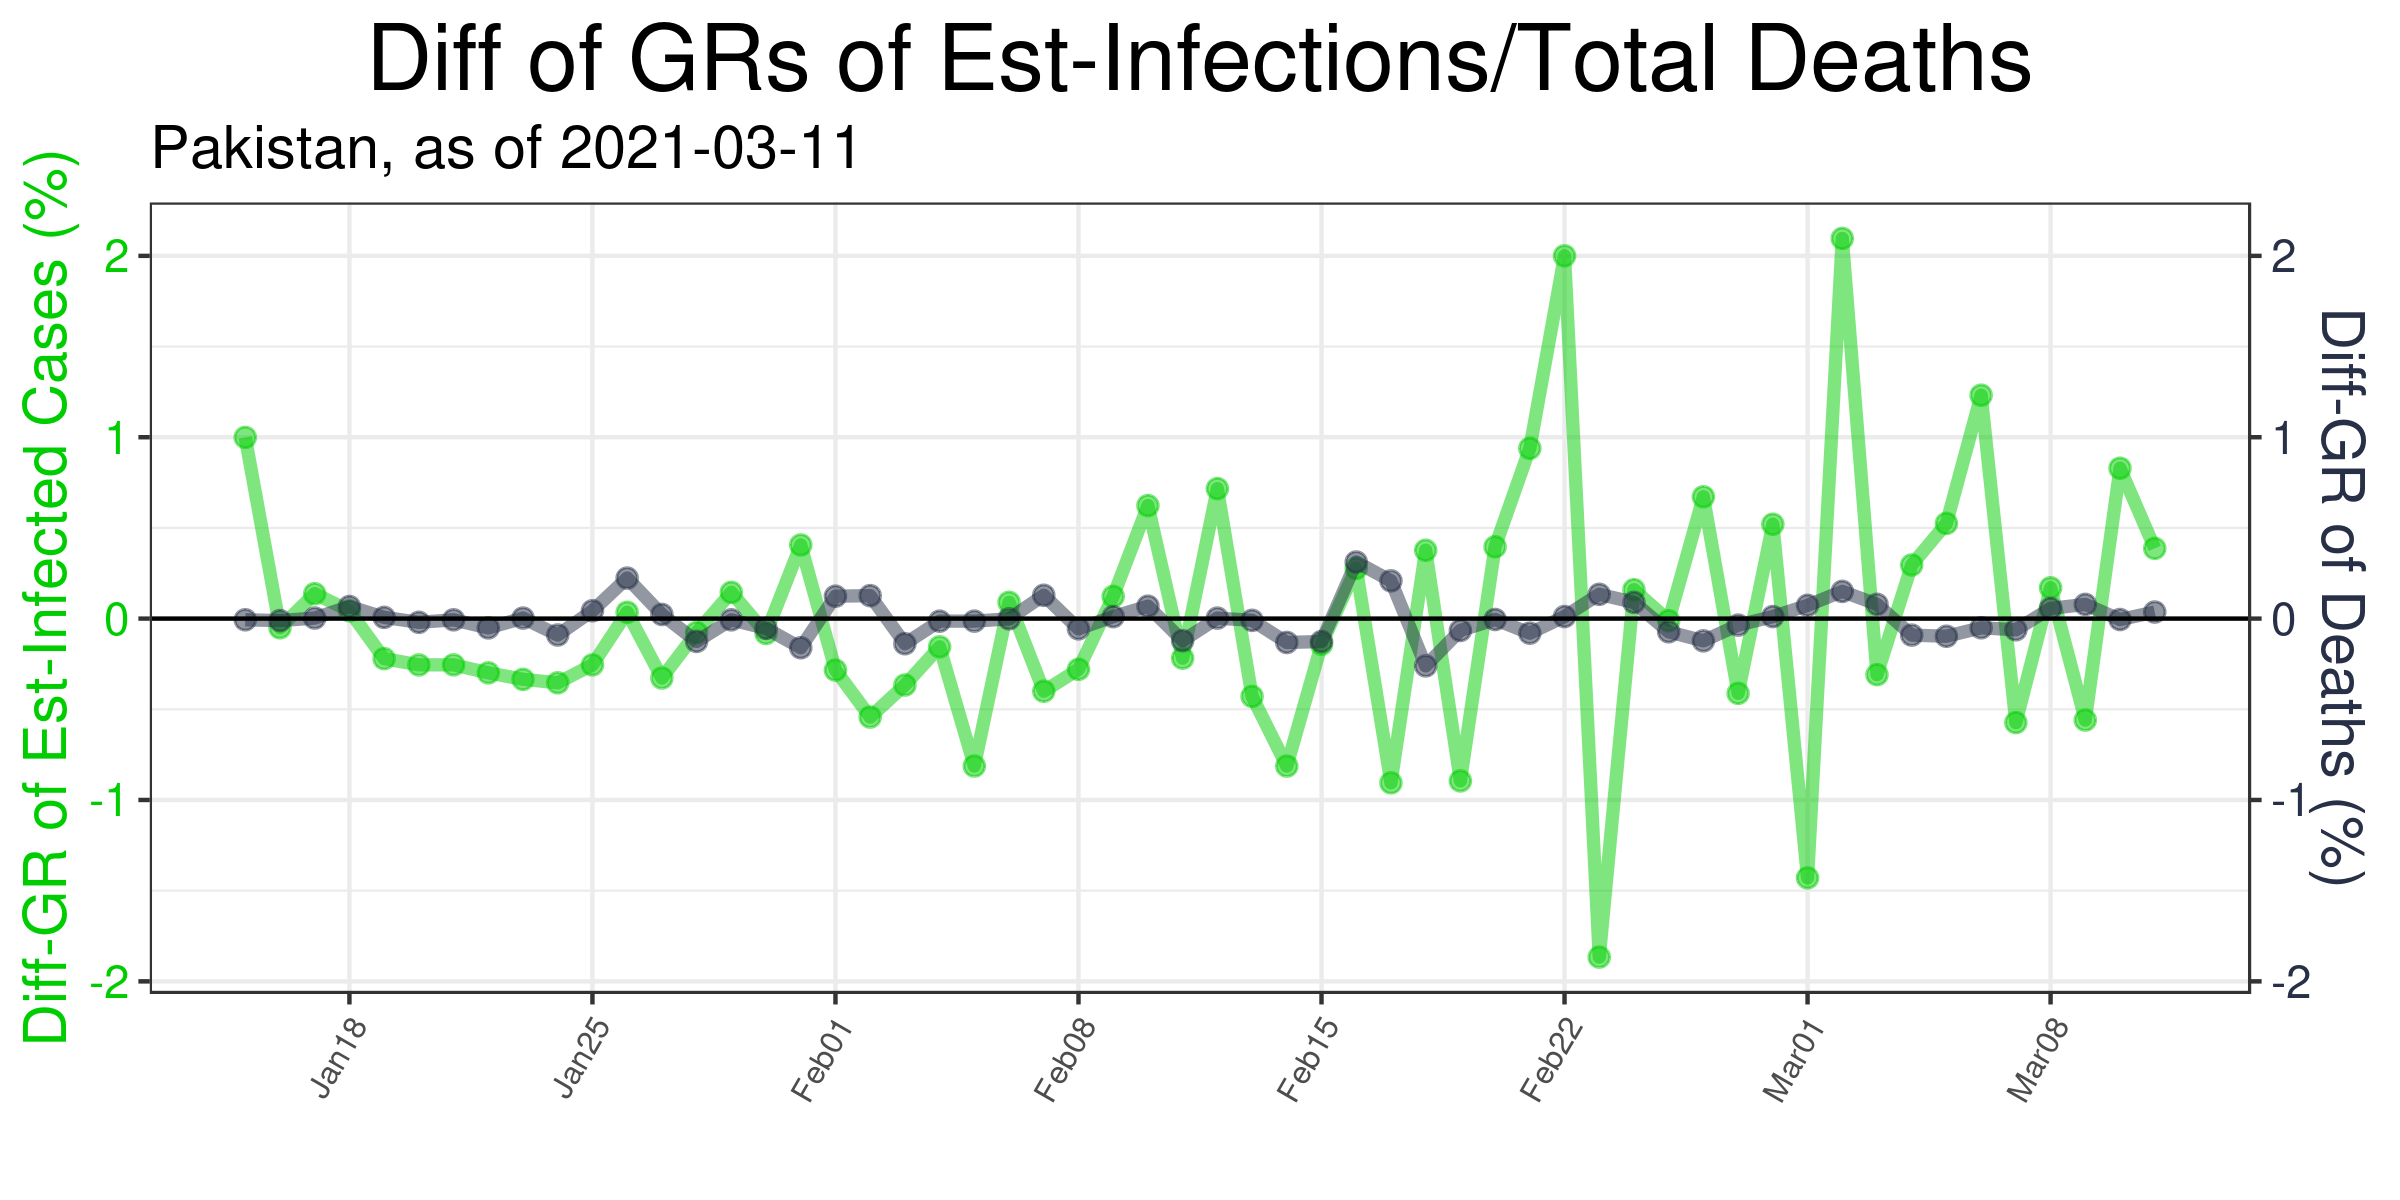 Diff of GRs of Est-Infections/Total Deaths
Pakistan, as of 2021-03-11
Diff-GR of Est-Infected Cases (%)
2
1
0
-1
-2
2
1
0
-1
-2
Diff-GR of Deaths (%)
Jan18
Jan25
Feb01
Feb08
Feb15
Feb22
Mar01
Mar08